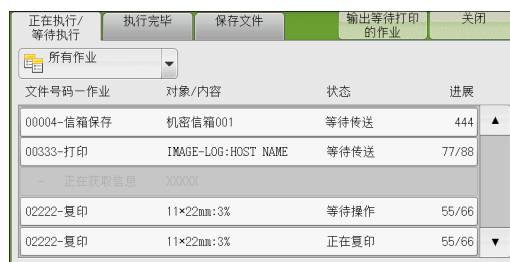 正在执行/
等待执行
执行完毕
保存文件
输出等待打印
的作业
关闭
所有作业
文件号码-作业 对象/内容 状态 进展
00004-信箱保存 机密信箱001 等待传送 444
00333-打印 IMAGE-LOG:HOST NAME 等待传送 77/88
- 正在获取信息 XXXXX
02222-复印 11×22mm:3% 等待操作 55/66
02222-复印 11×22mm:3% 正在复印 55/66